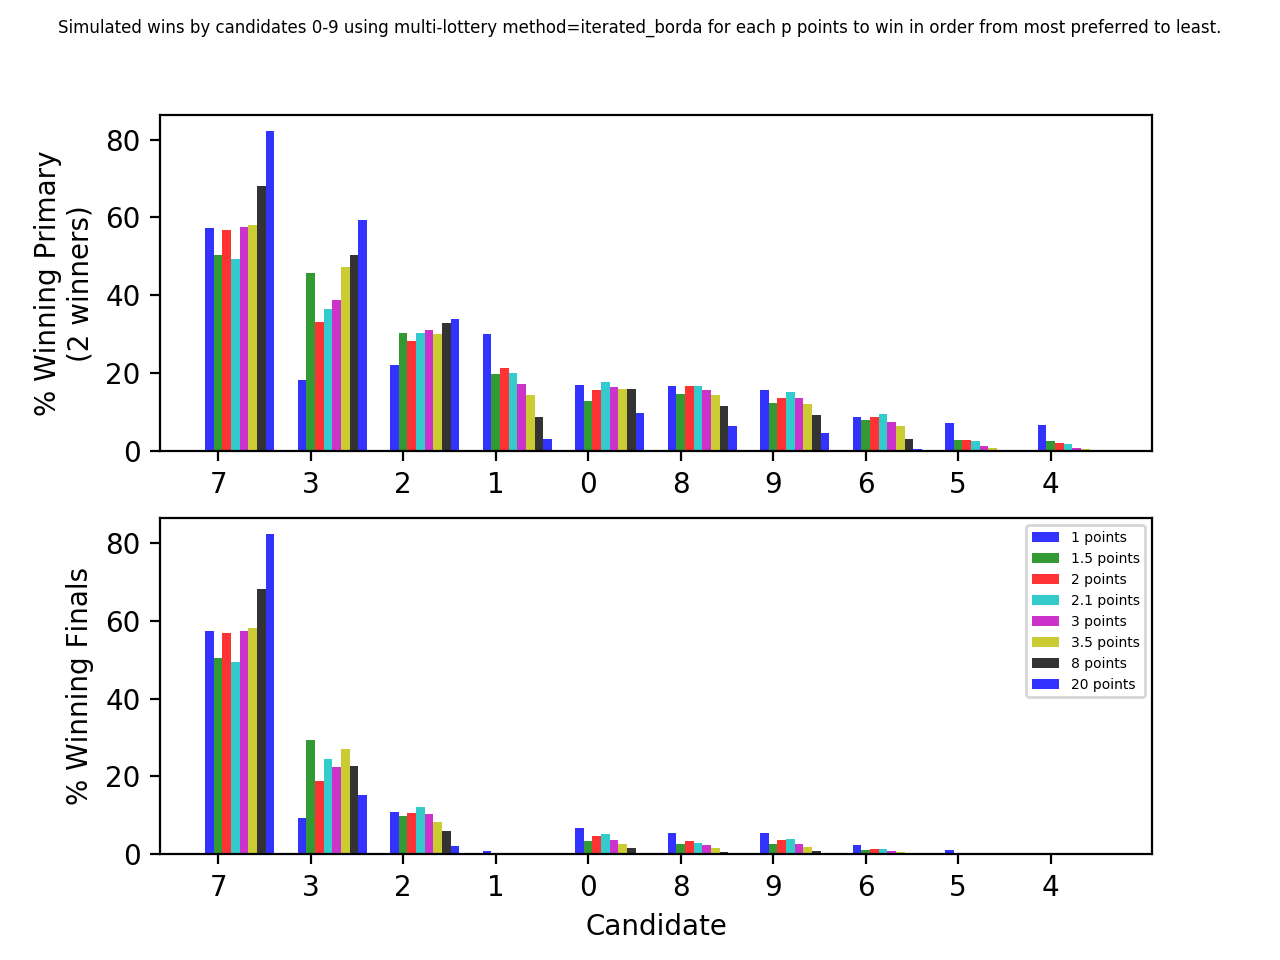 Simulated wins by candidates 0-9 using multi-lottery method=iterated_borda for each p points to win in order from most preferred to least.
% Winning Primary
(2 winners)
80
60
40
20
0
7 3 2 1 0 8 9 6 5 4
% Winning Finals
80
60
40
20
0
1 points
1.5 points
2 points
2.1 points
3 points
3.5 points
8 points
20 points
7 3 2 1 0 8 9 6 5 4
Candidate